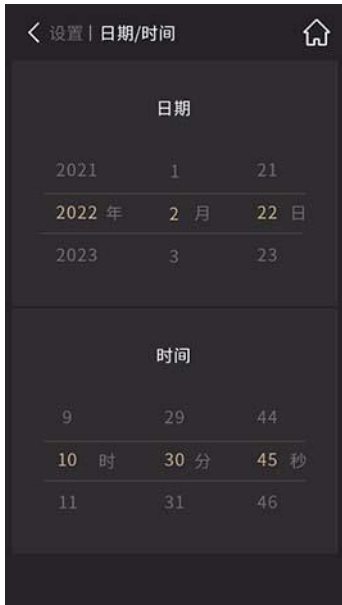 设置 | 日期/时间
日期
2021 1 21
2022 年 2 月 22 日
2023 3 23
时间
9 29 44
10 时 30 分 45 秒
11 31 46